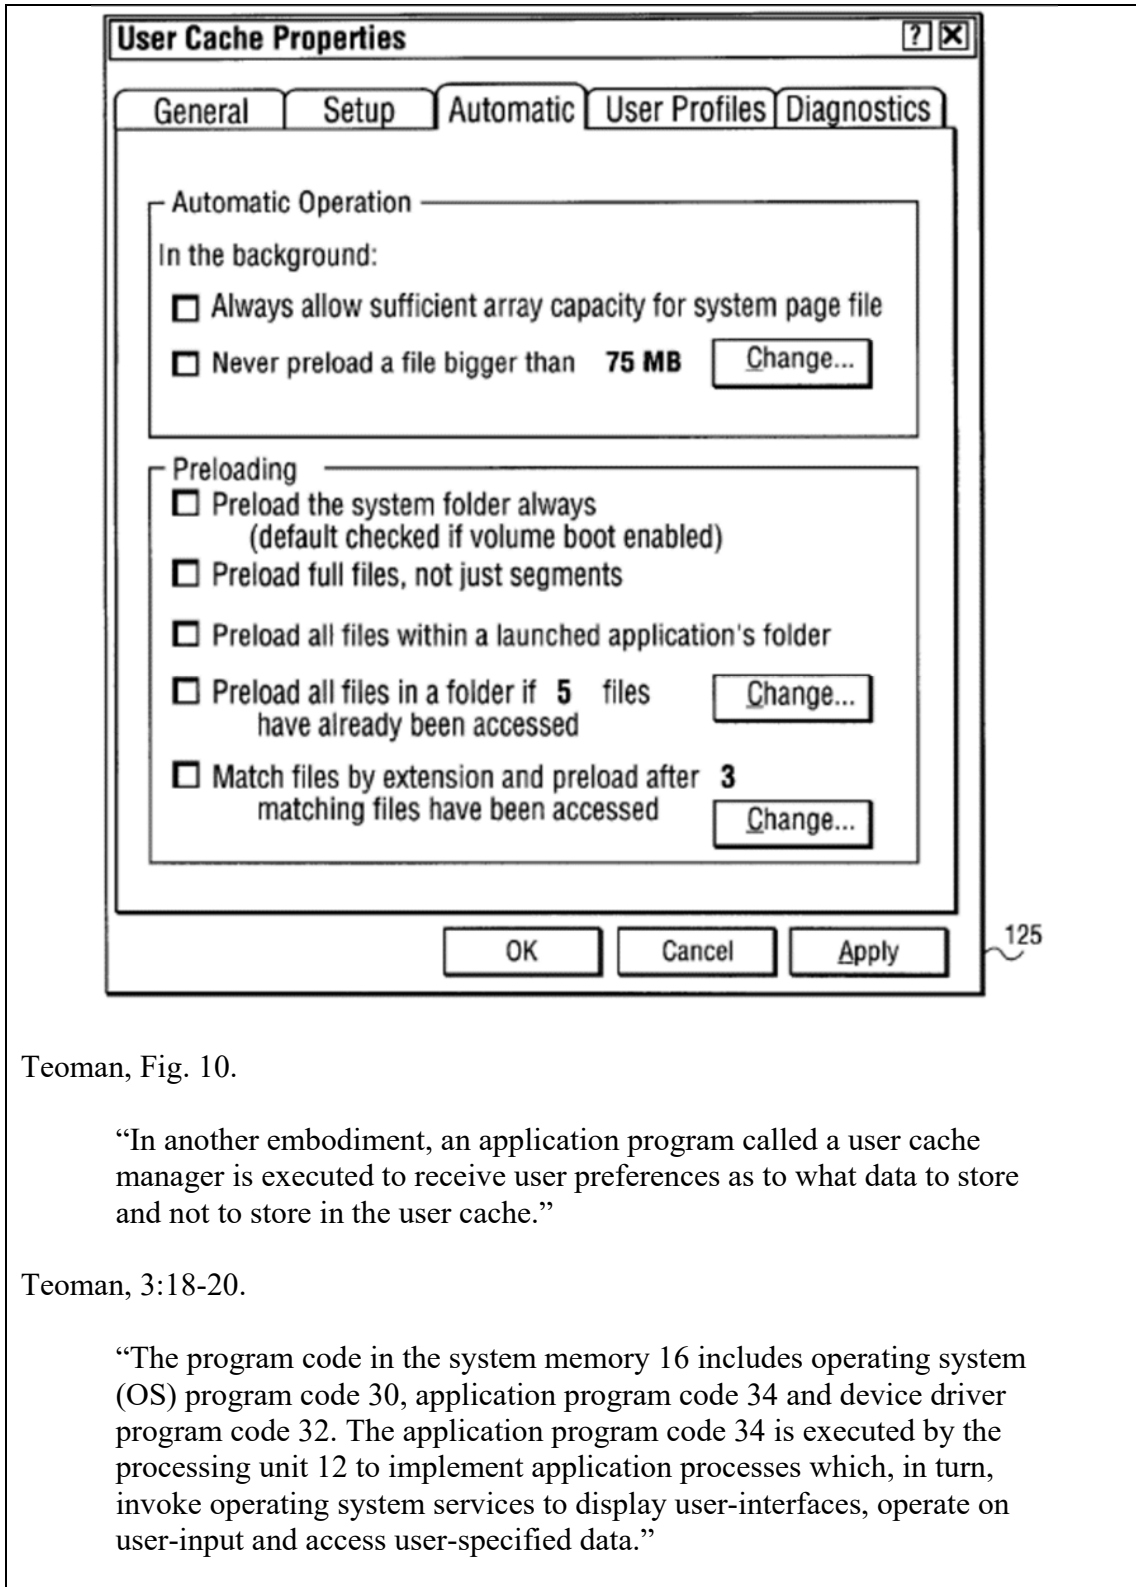 User Cache Properties
?
General Setup Automatic User Profiles Diagnostics
Automatic Operation
In the background:
Always allow sufficient array capacity for system page file
Never preload a file bigger than 75 MB Change...
Preloading
Preload the system folder always
(default checked if volume boot enabled)
Preload full files, not just segments
Preload all files within a launched application's folder
Preload all files in a folder if 5 files Change...
have already been accessed
Match files by extension and preload after 3
matching files have been accessed Change...
OK Cancel Apply
125
Teoman, Fig. 10.
“In another embodiment, an application program called a user cache
manager is executed to receive user preferences as to what data to store
and not to store in the user cache.”
Teoman, 3:18-20.
“The program code in the system memory 16 includes operating system
(OS) program code 30, application program code 34 and device driver
program code 32. The application program code 34 is executed by the
processing unit 12 to implement application processes which, in turn,
invoke operating system services to display user-interfaces, operate on
user-input and access user-specified data.”